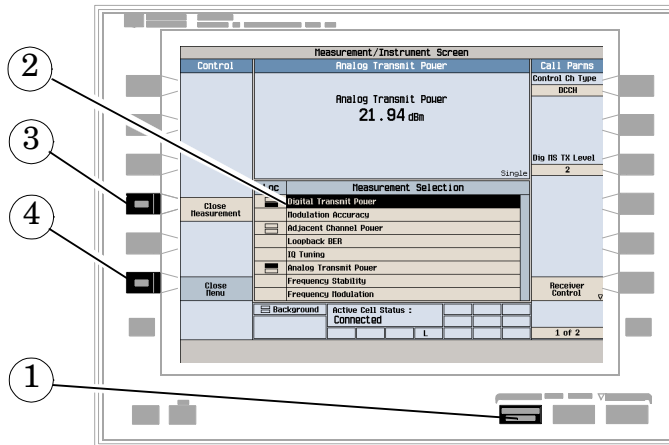 Measurement/Instrument Screen
Control
Analog Transmit Power
Call Parms
Control Ch Type
DCCH
Analog Transmit Power
21.94 dBm
Dig MS TX Level
2
Single
Loc
Measurement Selection
Digital Transmit Power
Modulation Accuracy
Adjacent Channel Power
Loopback BER
IQ Tuning
Analog Transmit Power
Frequency Stability
Frequency Modulation
Close
Measurement
Close
Menu
Receiver
Control
Background
Active Cell Status :
Connected
L
1 of 2
2
3
4
1